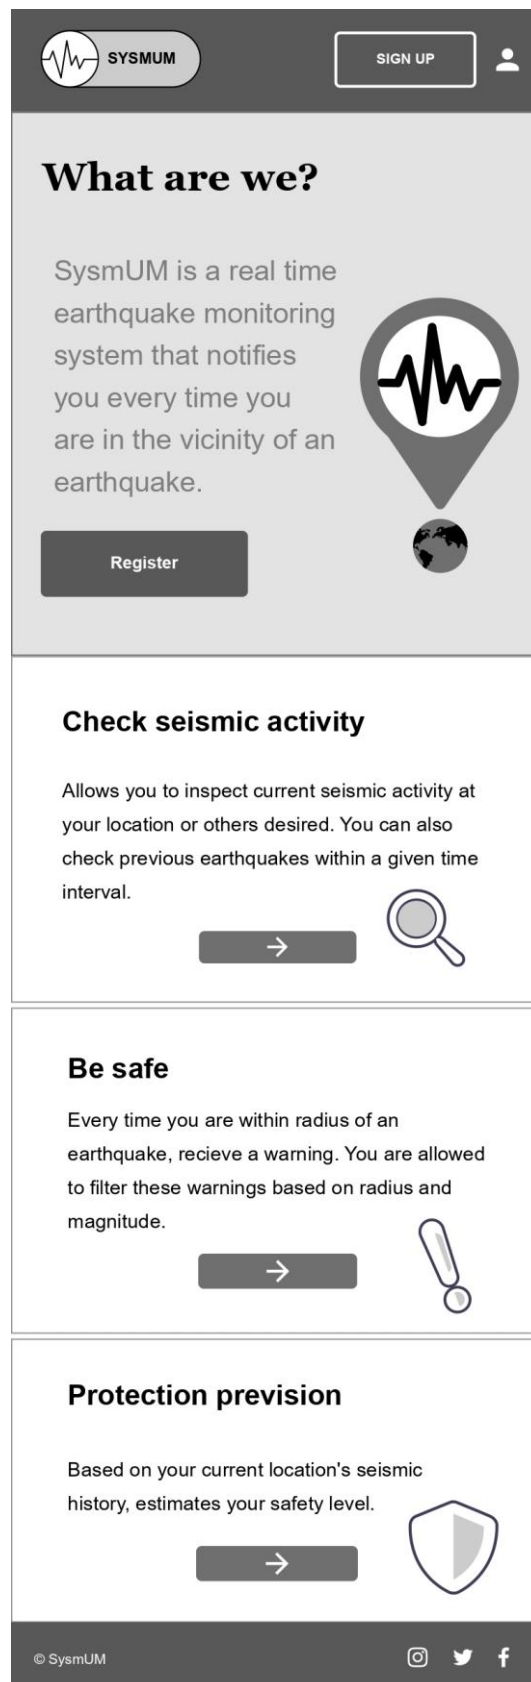 SYSMUM
SIGN UP
What are we?
SysmUM is a real time
earthquake monitoring
system that notifies
you every time you
are in the vicinity of an
earthquake.
Register
Check seismic activity
Allows you to inspect current seismic activity at
your location or others desired. You can also
check previous earthquakes within a given time
interval.
Be safe
Every time you are within radius of an
earthquake, recieve a warning. You are allowed
to filter these warnings based on radius and
magnitude.
Protection prevision
Based on your current location's seismic
history, estimates your safety level.
© SysmUM